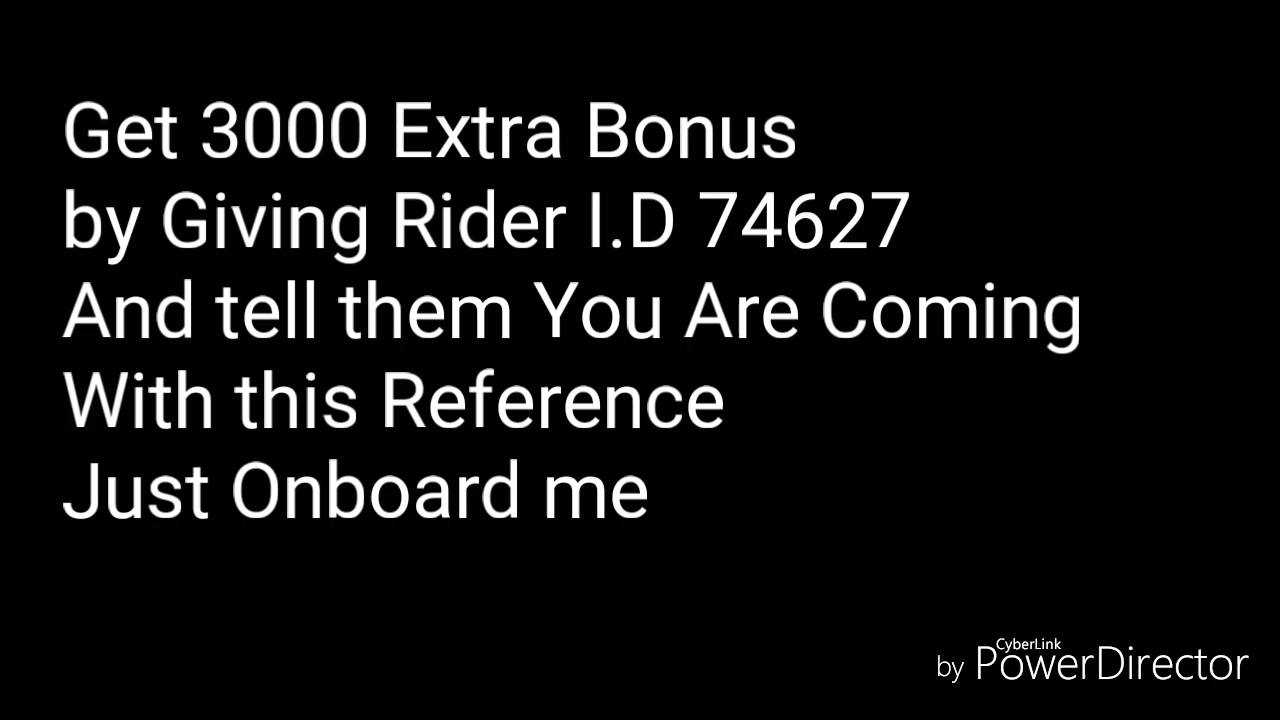 Get 3000 Extra Bonus
by Giving Rider I.D 74627
And tell them You Are Coming
With this Reference
Just Onboard me
by CyberLink PowerDirector